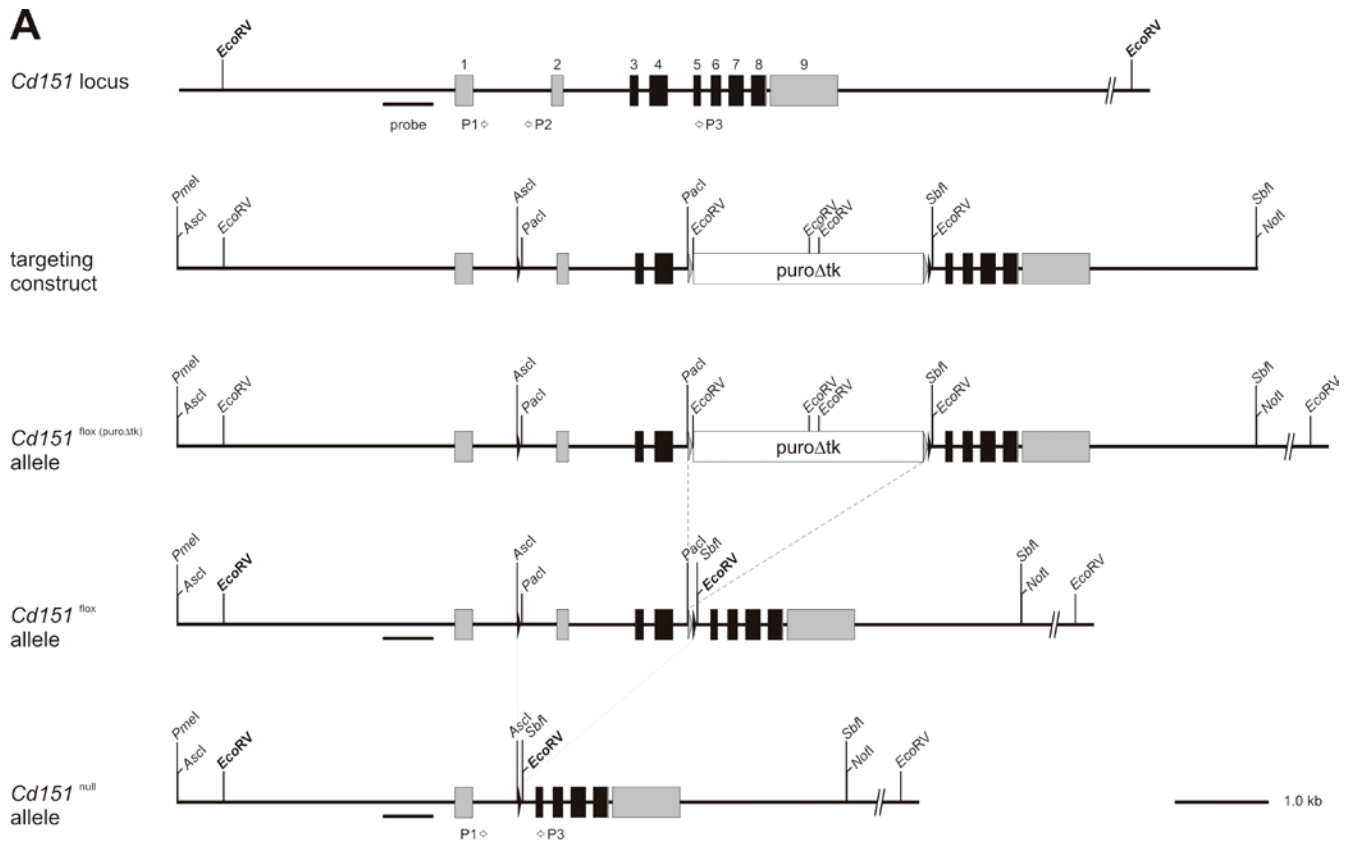 A
EcoRV EcoRV
Cd151 locus
1 2 3 4 5 6 7 8 9
probe P1 P2 P3
PmeI AscI EcoRV AscI PacI PacI EcoRV EcoRV EcoRV SbfI EcoRV SbfI NotI
targeting
construct
puroΔtk
PmeI AscI EcoRV AscI PacI PacI EcoRV EcoRV EcoRV SbfI EcoRV SbfI NotI EcoRV
Cd151 flox (puroΔtk)
allele
puroΔtk
PmeI AscI EcoRV AscI PacI PacI SbfI EcoRV SbfI NotI EcoRV
Cd151 flox
allele
PmeI AscI EcoRV AscI SbfI EcoRV SbfI NotI EcoRV
Cd151 null
allele
1.0 kb
P1 P3